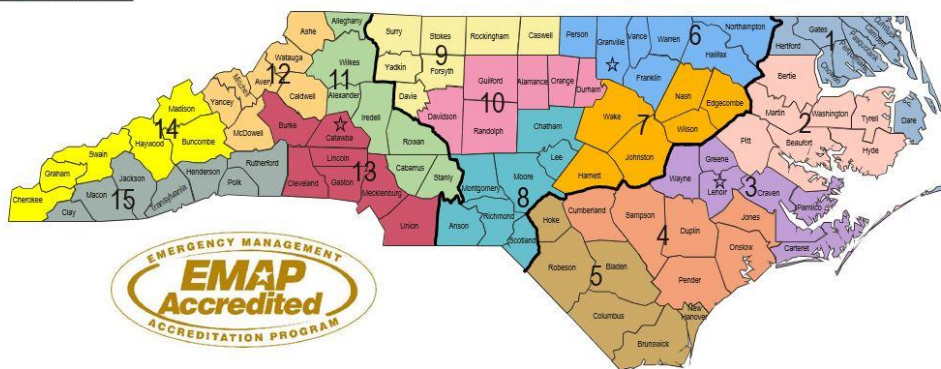 Alleghany
Ashe
Surry
Stokes
Rockingham
Caswell
Person
Granville
Vance
Warren
Northampton
Halifax
6
Hertford
Gates
Camden
Pasquotank
1
Watauga
Wilkes
Yadkin
Forsyth
9
12
Mitchell
Avery
11
Caldwell
Alexander
Davie
Iredell
Guilford
Alamance
Orange
Durham
10
Davidson
Randolph
Franklin
Nash
Edgecombe
Wake
7
Wilson
Johnston
Harnett
Bertie
Martin
Washington
Tyrell
Dare
2
Pitt
Beaufort
Hyde
Madison
Yancey
McDowell
Burke
Catawba
Rowan
14
Buncombe
Haywood
Swain
Graham
Cherokee
Rutherford
Lincoln
13
Cleveland
Gaston
Mecklenburg
Cabarrus
Stanly
Union
Jackson
Henderson
Polk
Macon
15
Transylvania
Clay
Chatham
Lee
Moore
Montgomery
8
Anson
Richmond
Scotland
Greene
Wayne
Lenoir
3
Craven
Pamlico
Jones
Carteret
Hoke
Cumberland
Sampson
4
Duplin
Onslow
Pender
Robeson
5
Bladen
New
Hanover
Columbus
Brunswick
EMERGENCY MANAGEMENT
EMAP
Accredited
ACCREDITATION PROGRAM